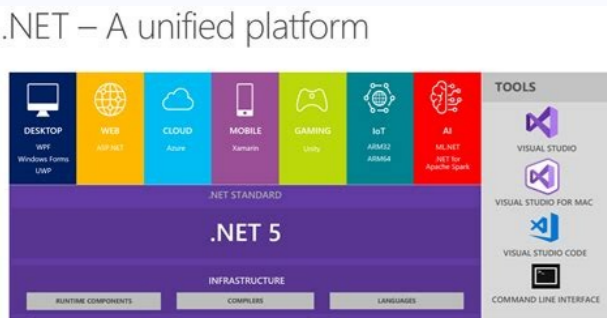 .NET – A unified platform
DESKTOP
WPF
Windows Forms
UWP
WEB
ASP.NET
CLOUD
Azure
MOBILE
Xamarin
GAMING
Unity
IoT
ARM32
ARM64
AI
ML.NET
.NET for
Apache Spark
.NET STANDARD
.NET 5
INFRASTRUCTURE
RUNTIME COMPONENTS
COMPILERS
LANGUAGES
TOOLS
VISUAL STUDIO
VISUAL STUDIO FOR MAC
VISUAL STUDIO CODE
COMMAND LINE INTERFACE